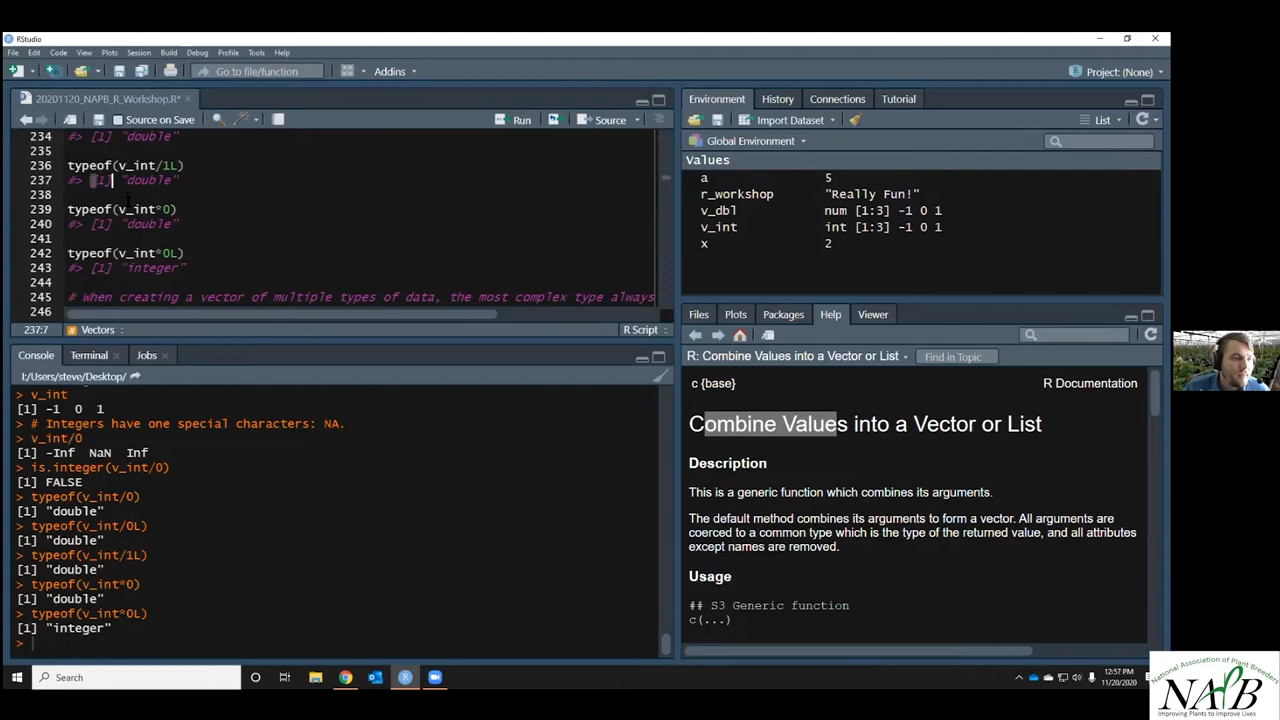 RStudio
File Edit Code View Plots Session Build Debug Profile Tools Help
Go to file/function Addins Project: (None)
20201120_NAPB_R_Workshop.R*
Source on Save Run Source
234 #> [1] "double"
235
236 typeof(v_int/1L)
237 #> [1] "double"
238
239 typeof(v_int*0)
240 #> [1] "double"
241
242 typeof(v_int*0L)
243 #> [1] "integer"
244
245 # When creating a vector of multiple types of data, the most complex type always
246
237:7 Vectors R Script
Console Terminal Jobs
I:/Users/steve/Desktop/
> v_int
[1] -1 0 1
> # Integers have one special characters: NA.
> v_int/0
[1] -Inf NaN Inf
> is.integer(v_int/0)
[1] FALSE
> typeof(v_int/0)
[1] "double"
> typeof(v_int/0L)
[1] "double"
> typeof(v_int/1L)
[1] "double"
> typeof(v_int*0)
[1] "double"
> typeof(v_int*0L)
[1] "integer"
>
Environment History Connections Tutorial
Import Dataset List
Global Environment
Values
a 5
r_workshop "Really Fun!"
v_dbl num [1:3] -1 0 1
v_int int [1:3] -1 0 1
x 2
Files Plots Packages Help Viewer
R: Combine Values into a Vector or List Find in Topic
c {base} R Documentation
Combine Values into a Vector or List
Description
This is a generic function which combines its arguments.
The default method combines its arguments to form a vector. All arguments are
coerced to a common type which is the type of the returned value, and all attributes
except names are removed.
Usage
## S3 Generic function
c(...)
Search
12:57 PM
11/20/2020
National Association of Plant Breeders
NAPB
Improving Plants to Improve Lives